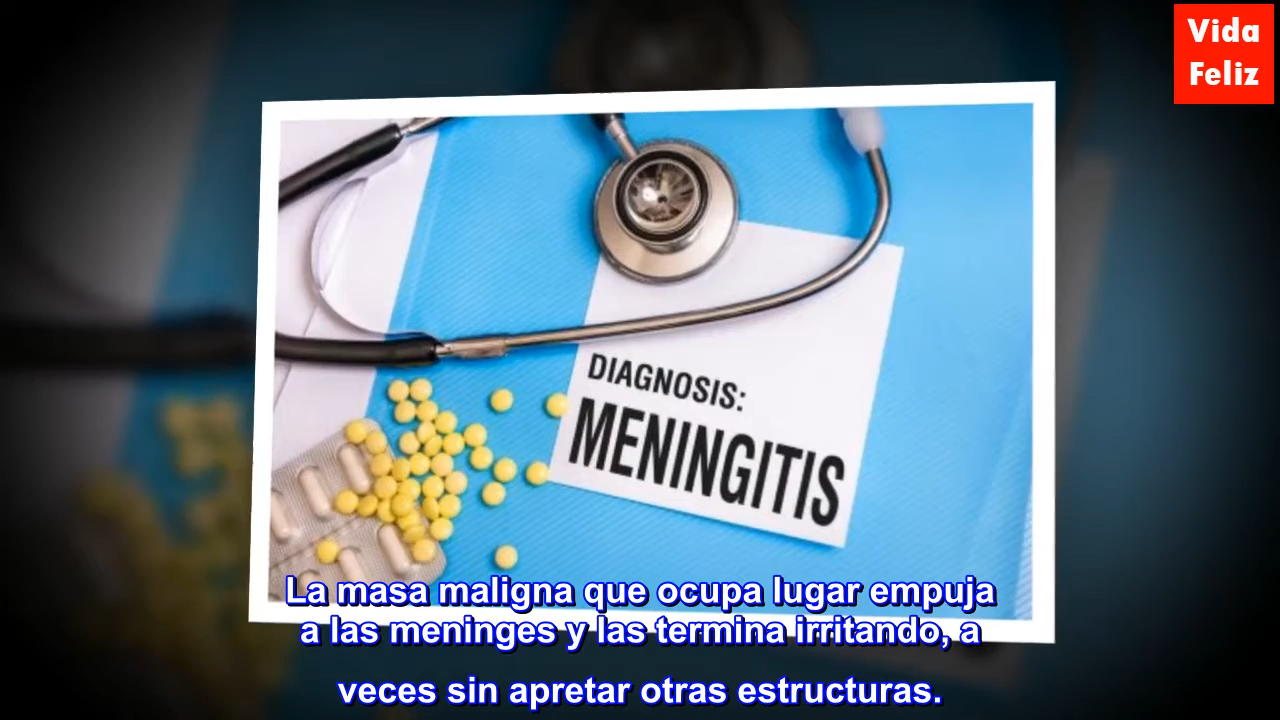 Vida
Feliz
DIAGNOSIS:
MENINGITIS
La masa maligna que ocupa lugar empuja
a las meninges y las termina irritando, a
veces sin apretar otras estructuras.